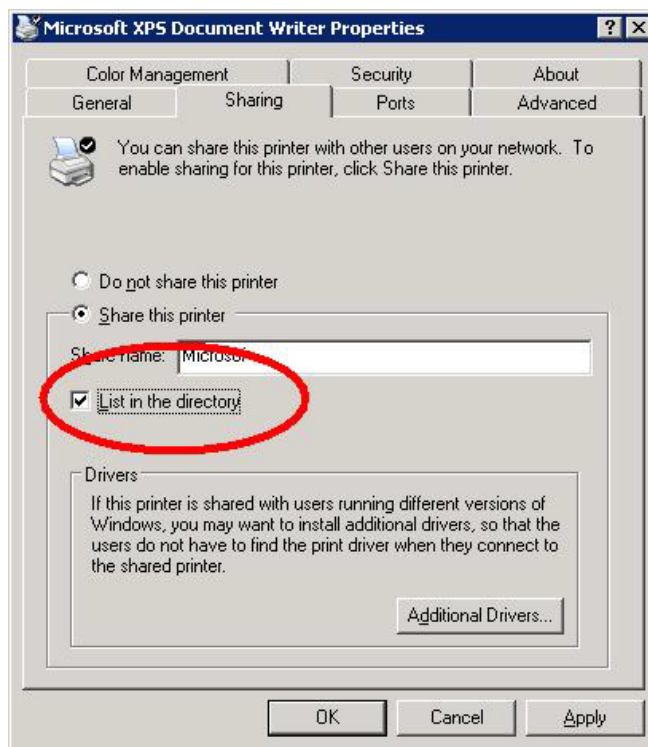 Microsoft XPS Document Writer Properties
Color Management Security About
General Sharing Ports Advanced
You can share this printer with other users on your network. To
enable sharing for this printer, click Share this printer.
Do not share this printer
Share this printer
Share name: Microsof
List in the directory
Drivers
If this printer is shared with users running different versions of
Windows, you may want to install additional drivers, so that the
users do not have to find the print driver when they connect to
the shared printer.
Additional Drivers...
OK Cancel Apply